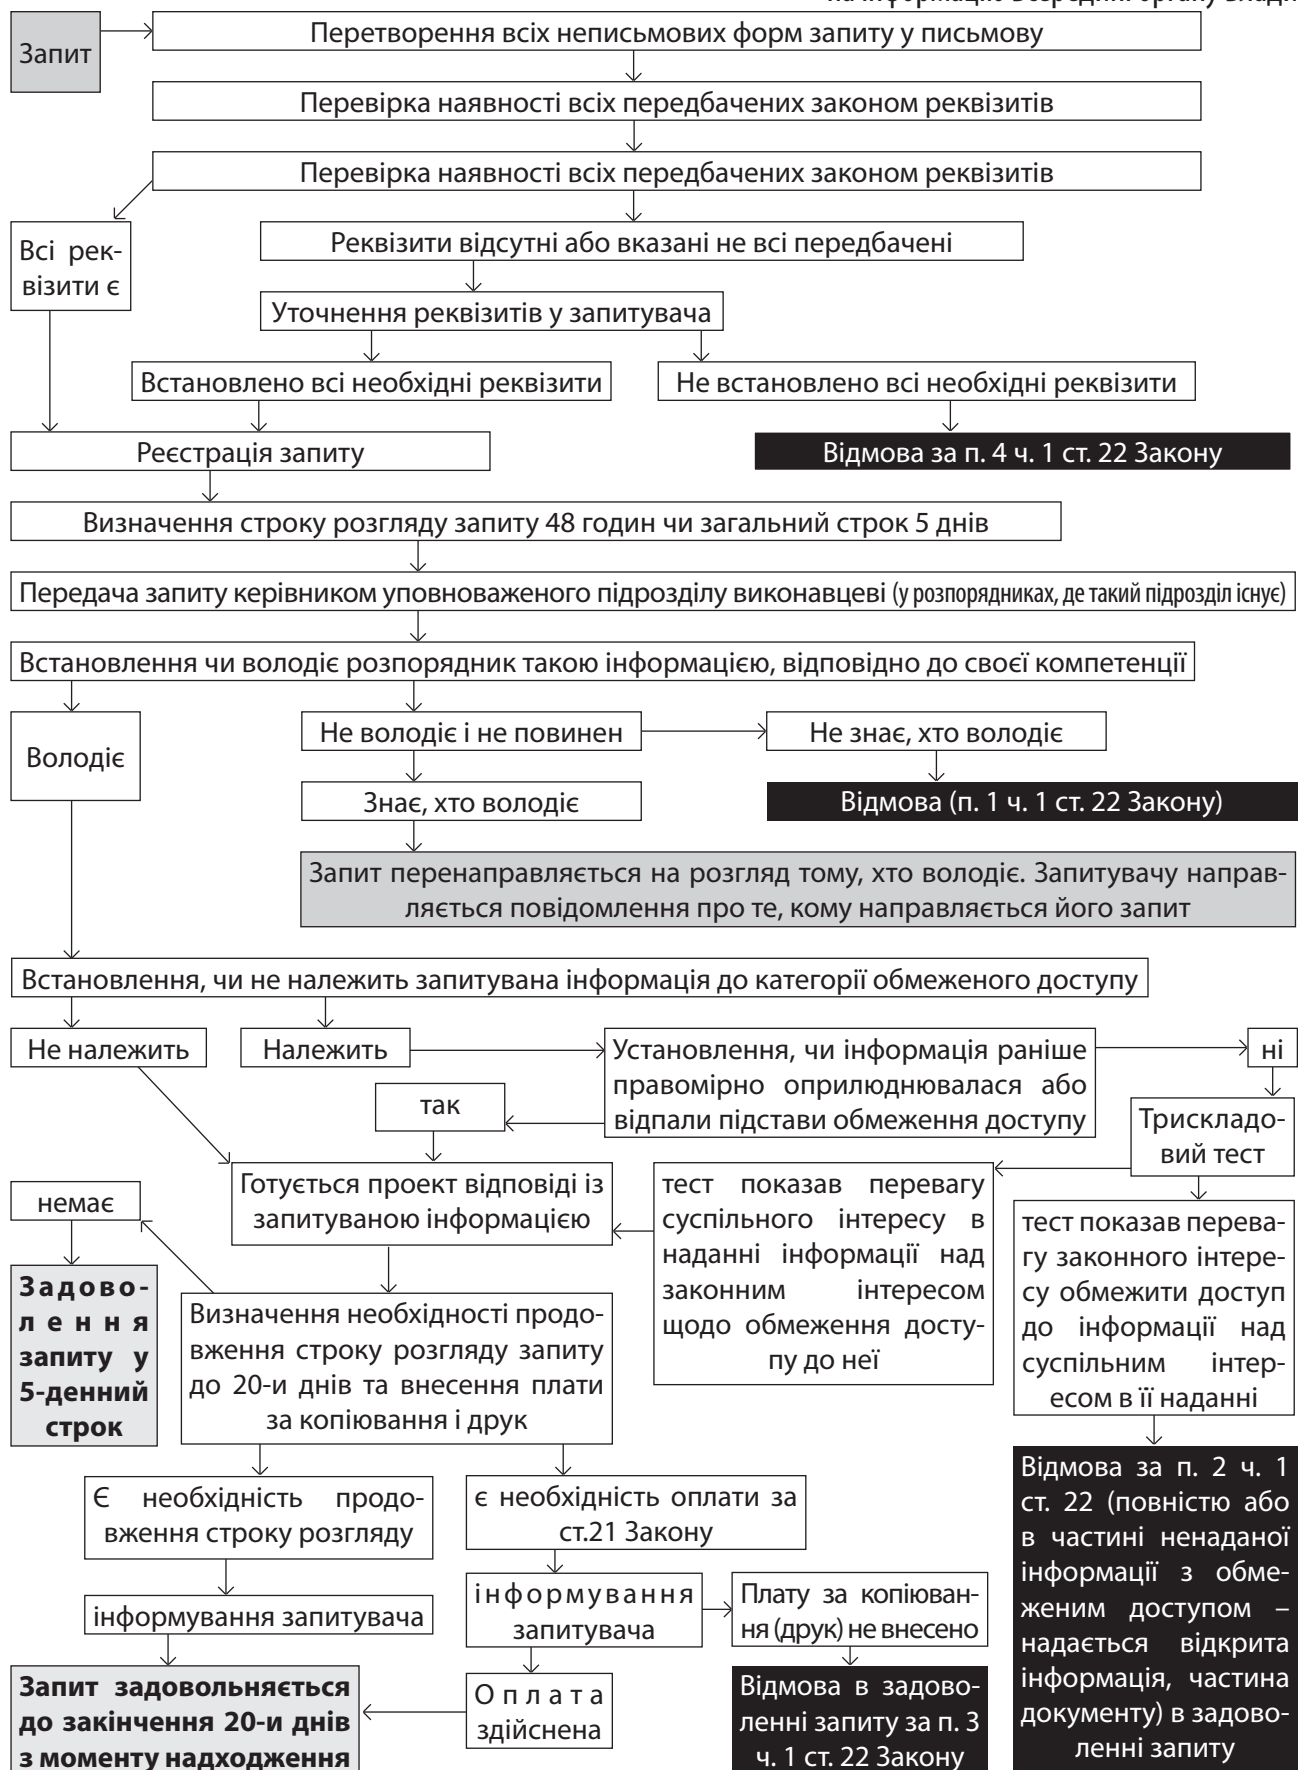 на інформацію всередині органу влади
Запит
Перетворення всіх неписьмових форм запиту у письмову
Перевірка наявності всіх передбачених законом реквізитів
Перевірка наявності всіх передбачених законом реквізитів
Всі рек-
візити є
Реквізити відсутні або вказані не всі передбачені
Уточнення реквізитів у запитувача
Встановлено всі необхідні реквізити
Не встановлено всі необхідні реквізити
Реєстрація запиту
Відмова за п. 4 ч. 1 ст. 22 Закону
Визначення строку розгляду запиту 48 годин чи загальний строк 5 днів
Передача запиту керівником уповноваженого підрозділу виконавцеві (у розпорядниках, де такий підрозділ існує)
Встановлення чи володіє розпорядник такою інформацією, відповідно до своєї компетенції
Володіє
Не володіє і не повинен
Не знає, хто володіє
Знає, хто володіє
Відмова (п. 1 ч. 1 ст. 22 Закону)
Запит перенаправляється на розгляд тому, хто володіє. Запитувачу направ-
ляється повідомлення про те, кому направляється його запит
Встановлення, чи не належить запитувана інформація до категорії обмеженого доступу
Не належить
Належить
Установлення, чи інформація раніше
правомірно оприлюднювалася або
відпали підстави обмеження доступу
ні
так
Трискладо-
вий тест
Готується проект відповіді із
запитуваною інформацією
тест показав перевагу
суспільного інтересу в
наданні інформації над
законним інтересом
щодо обмеження досту-
пу до неї
тест показав перева-
гу законного інтере-
су обмежити доступ
до інформації над
суспільним інтер-
есом в її наданні
немає
Задово-
лення
запиту у
5-денний
строк
Визначення необхідності продо-
вження строку розгляду запиту
до 20-и днів та внесення плати
за копіювання і друк
Є необхідність продо-
вження строку розгляду
є необхідність оплати за
ст.21 Закону
Відмова за п. 2 ч. 1
ст. 22 (повністю або
в частині ненаданої
інформації з обме-
женим доступом –
надається відкрита
інформація, частина
документу) в задово-
ленні запиту
інформування запитувача
інформування
запитувача
Плату за копіюван-
ня (друк) не внесено
Запит задовольняється
до закінчення 20-и днів
з моменту надходження
Оплата
здійснена
Відмова в задово-
ленні запиту за п. 3
ч. 1 ст. 22 Закону